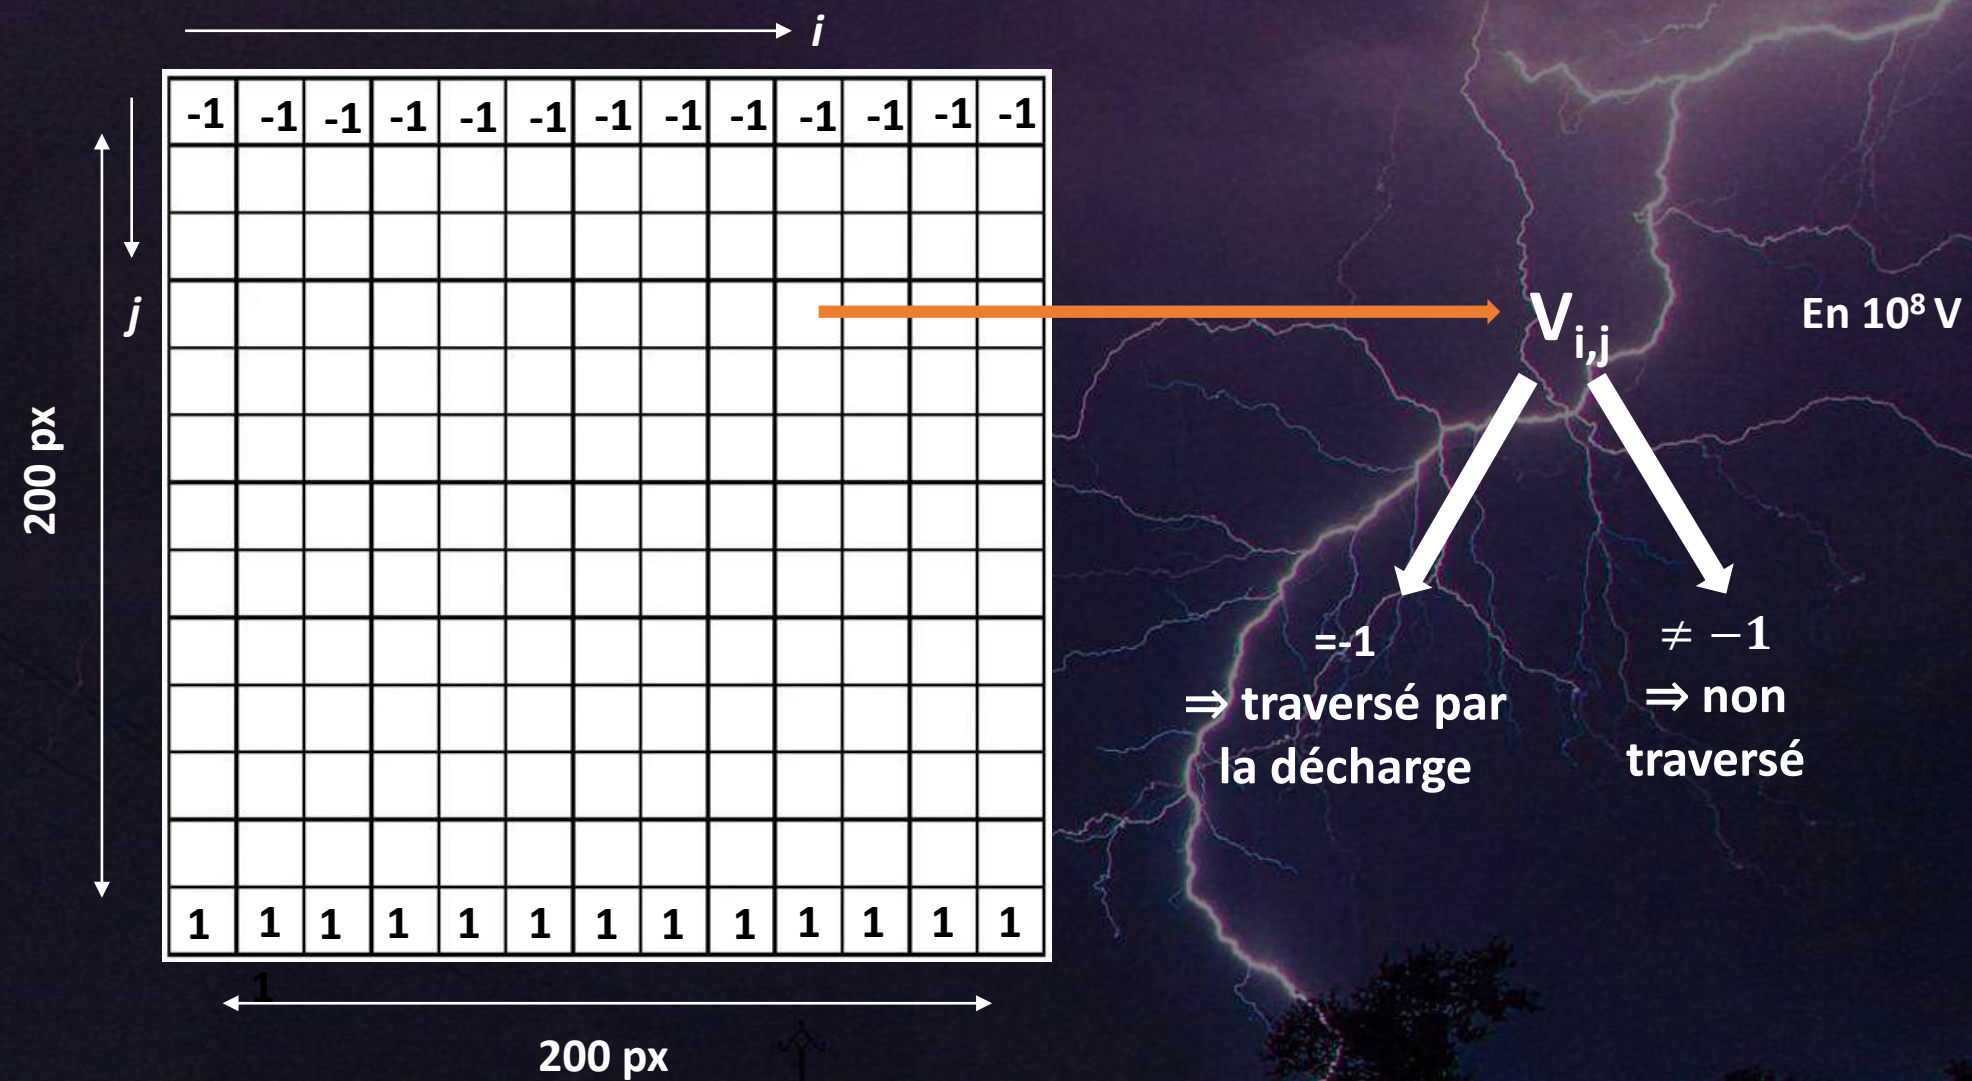 i
-1 -1 -1 -1 -1 -1 -1 -1 -1 -1 -1 -1 -1
j
200 px
V i,j
En 10⁸ V
=-1
⇒ traversé par
la décharge
≠ −1
⇒ non
traversé
1 1 1 1 1 1 1 1 1 1 1 1 1
1
200 px